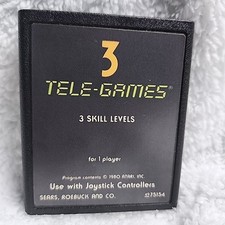 3
TELE-GAMES®
3 SKILL LEVELS
for 1 player
Program contents © 1980 ATARI, INC.
Use with Joystick Controllers
SEARS, ROEBUCK AND CO. 4975154